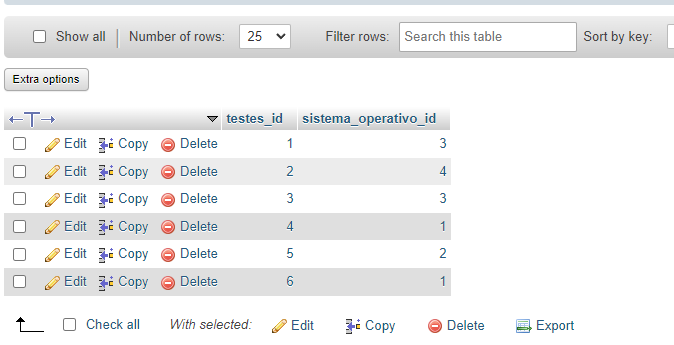 Show all Number of rows: 25 Filter rows: Search this table Sort by key:
Extra options
testes_id sistema_operativo_id
Edit Copy Delete 1 3
Edit Copy Delete 2 4
Edit Copy Delete 3 3
Edit Copy Delete 4 1
Edit Copy Delete 5 2
Edit Copy Delete 6 1
Check all With selected: Edit Copy Delete Export